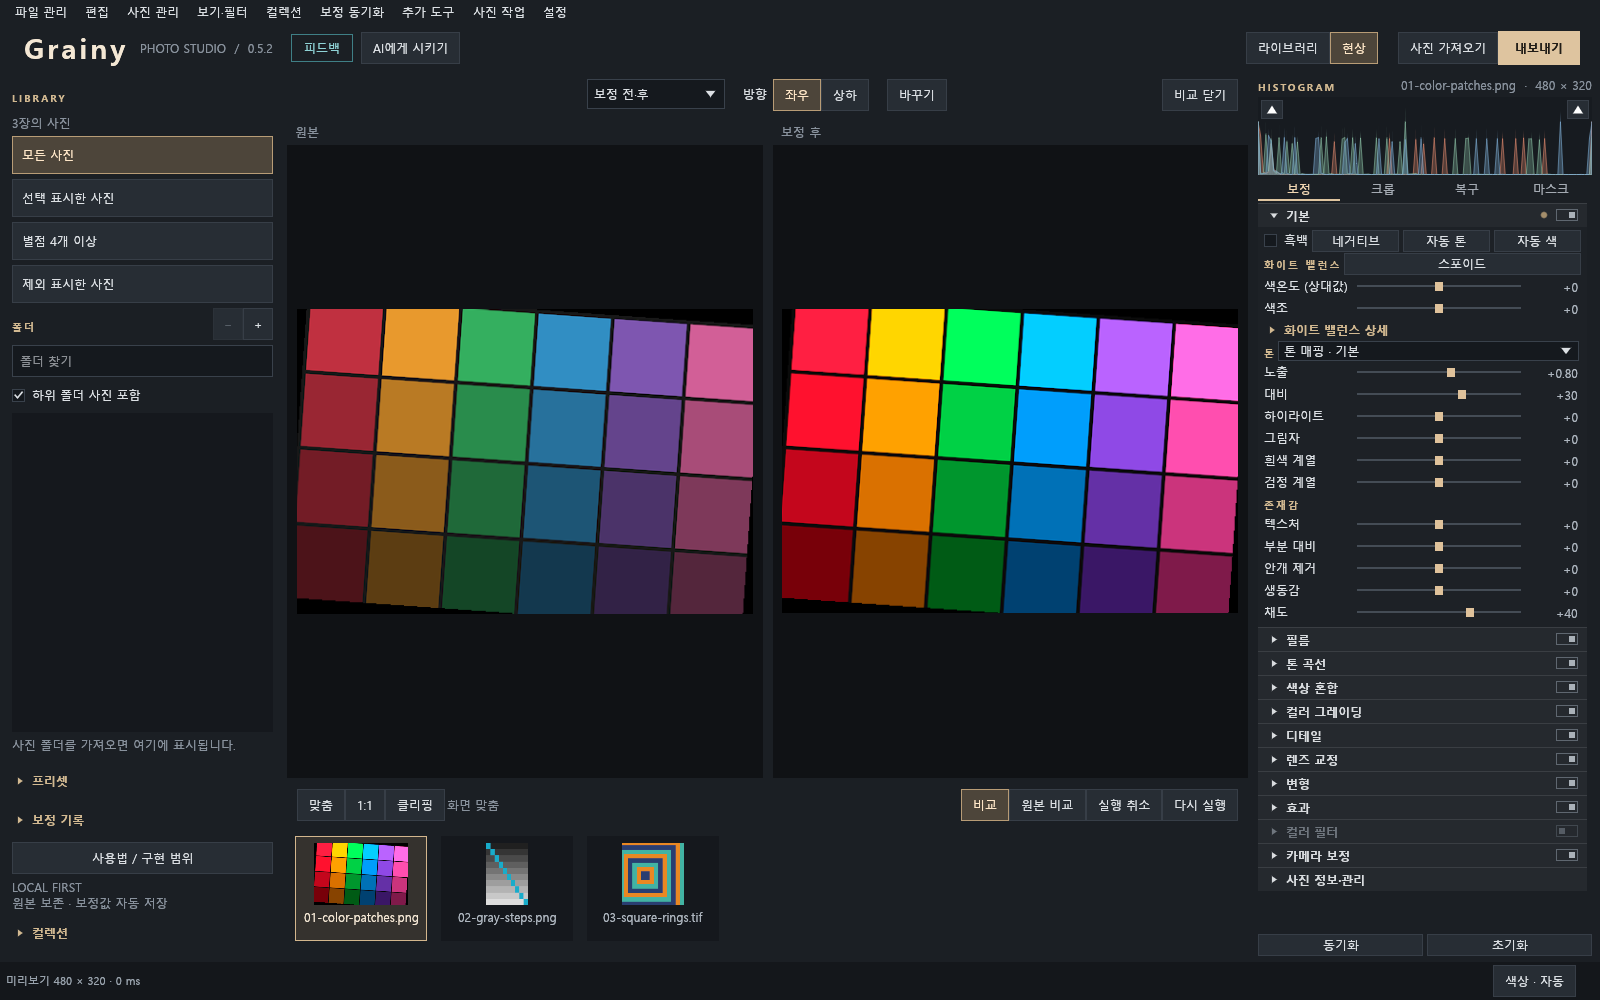 파일 관리 편집 사진 관리 보기·필터 컬렉션 보정 동기화 추가 도구 사진 작업 설정
Grainy PHOTO STUDIO / 0.5.2 피드백 AI에게 시키기 라이브러리 현상 사진 가져오기 내보내기
LIBRARY
3장의 사진
모든 사진
선택 표시한 사진
별점 4개 이상
제외 표시한 사진
폴더 − +
폴더 찾기
하위 폴더 사진 포함
사진 폴더를 가져오면 여기에 표시됩니다.
프리셋
보정 기록
사용법 / 구현 범위
LOCAL FIRST
원본 보존 · 보정값 자동 저장
컬렉션
보정 전·후 방향 좌우 상하 바꾸기 비교 닫기
원본 보정 후
맞춤 1:1 클리핑 화면 맞춤 비교 원본 비교 실행 취소 다시 실행
01-color-patches.png 02-gray-steps.png 03-square-rings.tif
HISTOGRAM 01-color-patches.png · 480 × 320
보정 크롭 복구 마스크
기본
흑백 네거티브 자동 톤 자동 색
화이트 밸런스 스포이드
색온도 (상대값) +0
색조 +0
화이트 밸런스 상세
톤 톤 매핑 · 기본
노출 +0.80
대비 +30
하이라이트 +0
그림자 +0
흰색 계열 +0
검정 계열 +0
존재감
텍스처 +0
부분 대비 +0
안개 제거 +0
생동감 +0
채도 +40
필름
톤 곡선
색상 혼합
컬러 그레이딩
디테일
렌즈 교정
변형
효과
컬러 필터
카메라 보정
사진 정보·관리
동기화 초기화
미리보기 480 × 320 · 0 ms 색상 · 자동